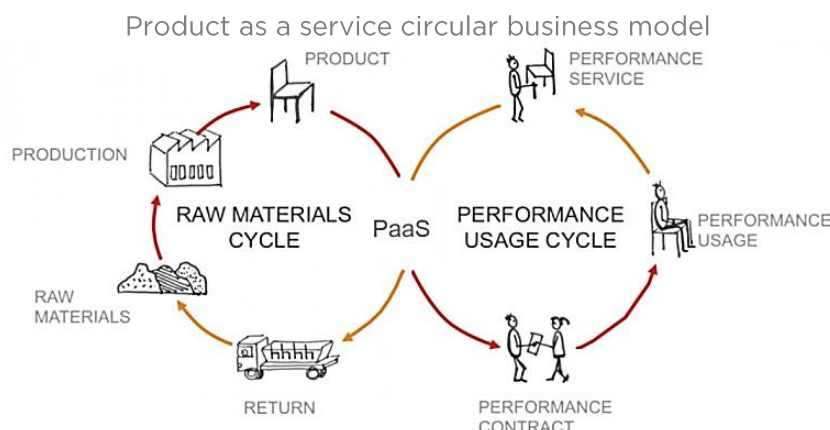 Product as a service circular business model
PRODUCT
PERFORMANCE
SERVICE
PRODUCTION
RAW MATERIALS
CYCLE
PaaS
PERFORMANCE
USAGE CYCLE
PERFORMANCE
USAGE
RAW
MATERIALS
RETURN
PERFORMANCE
CONTRACT